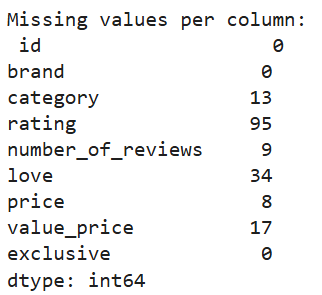 Missing values per column:
 id                    0
brand                 0
category             13
rating               95
number_of_reviews     9
love                 34
price                 8
value_price          17
exclusive             0
dtype: int64